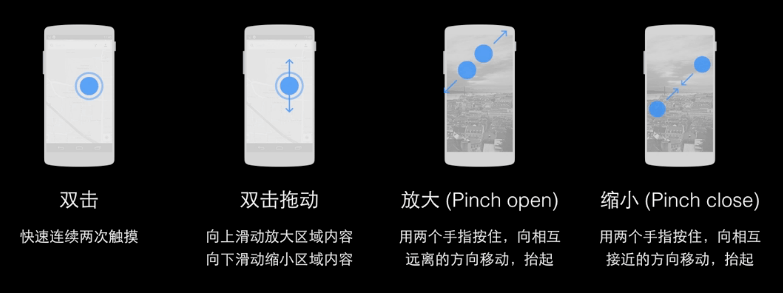 双击
快速连续两次触摸
双击拖动
向上滑动放大区域内容
向下滑动缩小区域内容
放大 (Pinch open)
用两个手指按住，向相互
远离的方向移动，抬起
缩小 (Pinch close)
用两个手指按住，向相互
接近的方向移动，抬起